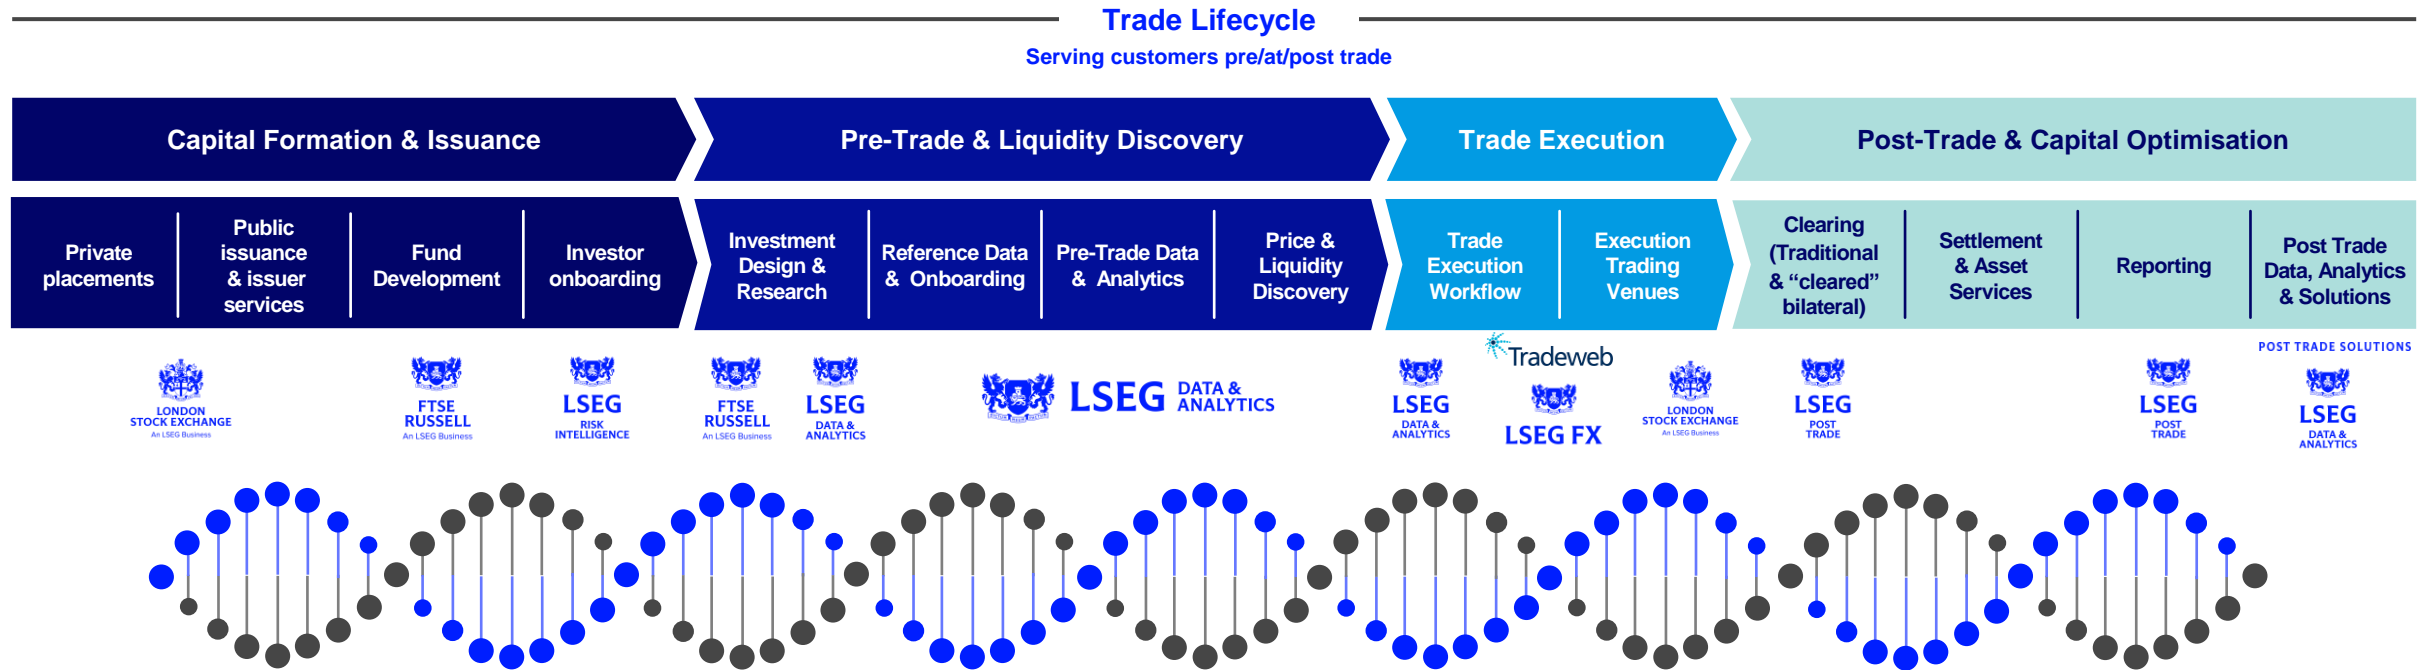 Trade Lifecycle
Serving customers pre/at/post trade
Capital Formation & Issuance
Pre-Trade & Liquidity Discovery
Trade Execution
Post-Trade & Capital Optimisation
Private
placements
Public
issuance
& issuer
services
Fund
Development
Investor
onboarding
Investment
Design &
Research
Reference Data
& Onboarding
Pre-Trade Data
& Analytics
Price &
Liquidity
Discovery
Trade
Execution
Workflow
Execution
Trading
Venues
Clearing
(Traditional
& “cleared”
bilateral)
Settlement
& Asset
Services
Reporting
Post Trade
Data, Analytics
& Solutions
LONDON
STOCK EXCHANGE
An LSEG Business
FTSE
RUSSELL
An LSEG Business
LSEG
RISK
INTELLIGENCE
FTSE
RUSSELL
An LSEG Business
LSEG
DATA &
ANALYTICS
LSEG DATA &
ANALYTICS
LSEG
DATA &
ANALYTICS
Tradeweb
LSEG FX
LONDON
STOCK EXCHANGE
An LSEG Business
LSEG
POST
TRADE
LSEG
POST
TRADE
POST TRADE SOLUTIONS
LSEG
DATA &
ANALYTICS